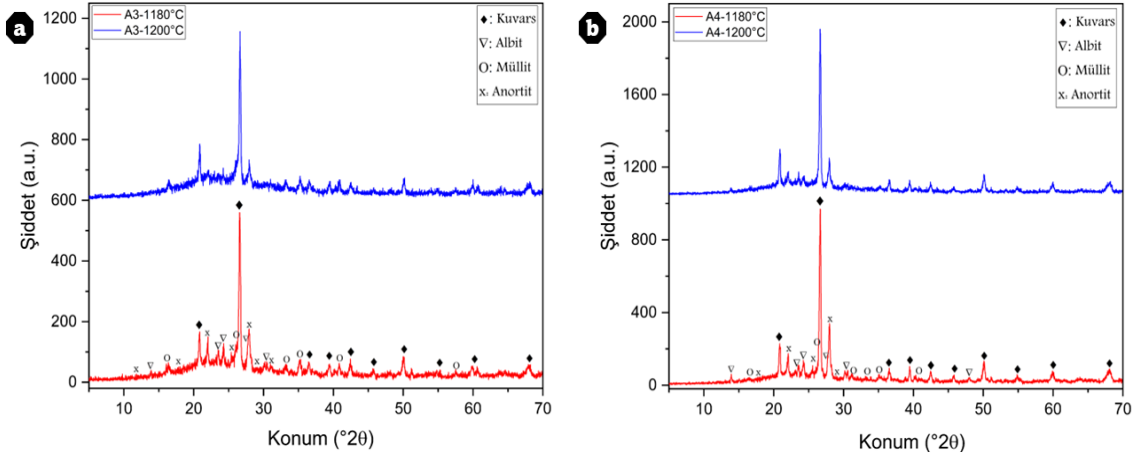 a
A3-1180°C
A3-1200°C
♦: Kuvars
∇: Albit
O: Müllit
x: Anortit
1200
1000
800
600
400
200
0
Şiddet (a.u.)
10 20 30 40 50 60 70
Konum (°2θ)
b
A4-1180°C
A4-1200°C
♦: Kuvars
∇: Albit
O: Müllit
x: Anortit
2000
1600
1200
800
400
0
Şiddet (a.u.)
10 20 30 40 50 60 70
Konum (°2θ)